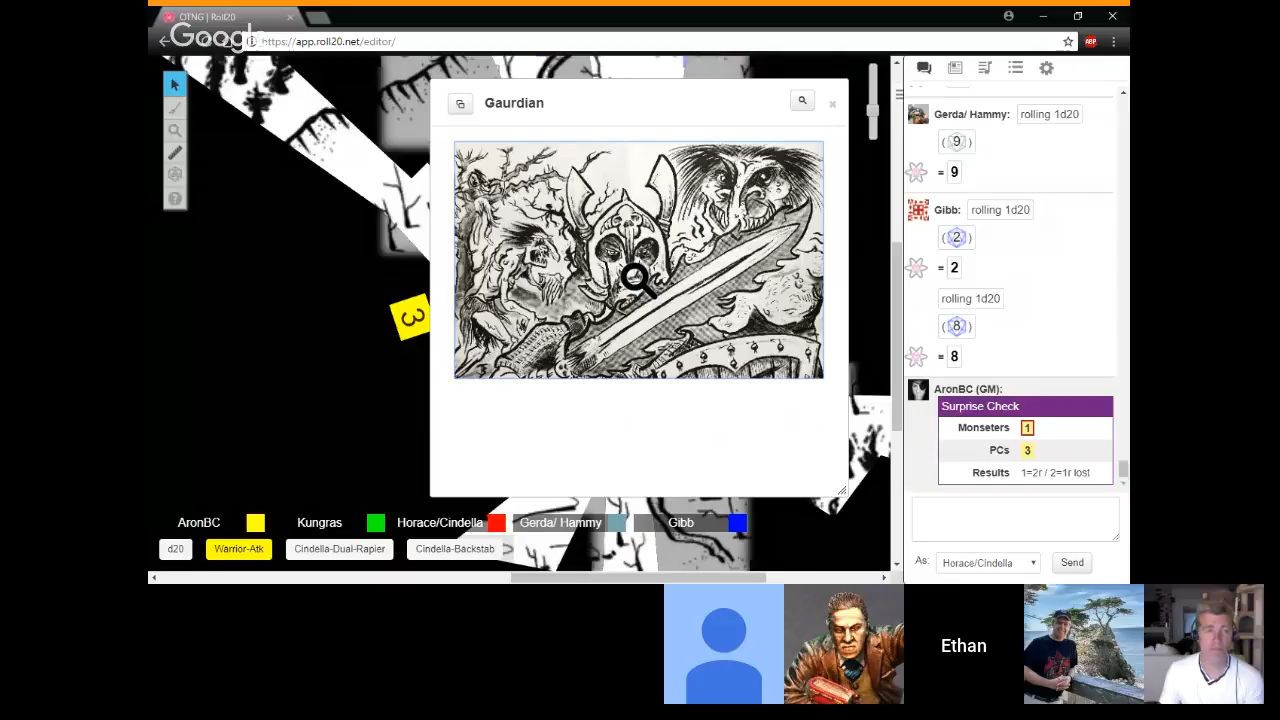 OTNG | Roll20
Google
https://app.roll20.net/editor/
ABP
Gaurdian
3
Gerda/ Hammy: rolling 1d20
( 9 )
= 9
Gibb: rolling 1d20
( 2 )
= 2
rolling 1d20
( 8 )
= 8
AronBC (GM):
Surprise Check
Monseters 1
PCs 3
Results 1=2r / 2=1r lost
AronBC Kungras Horace/Cindella Gerda/ Hammy Gibb
d20 Warrior-Atk Cindella-Dual-Rapier Cindella-Backstab
As: Horace/Cindella Send
Ethan